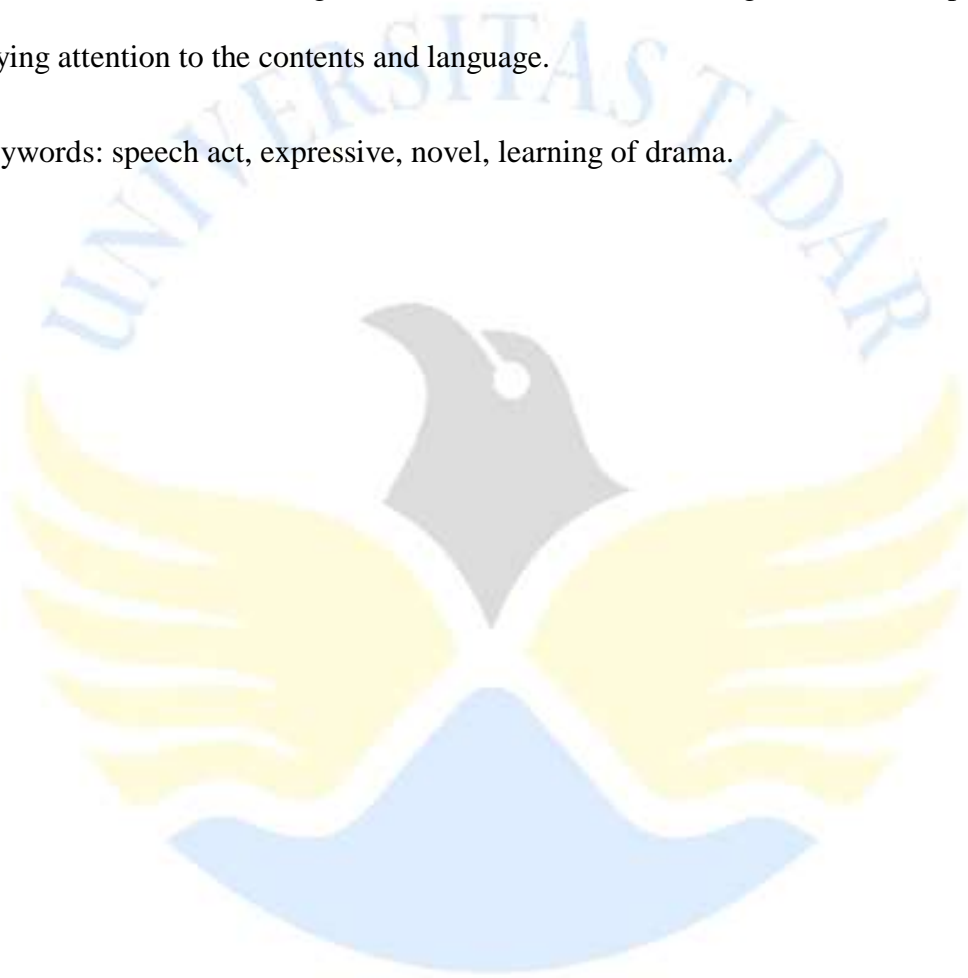 ying attention to the contents and language.
ywords: speech act, expressive, novel, learning of drama.
UNIVERSITAS TIDAR